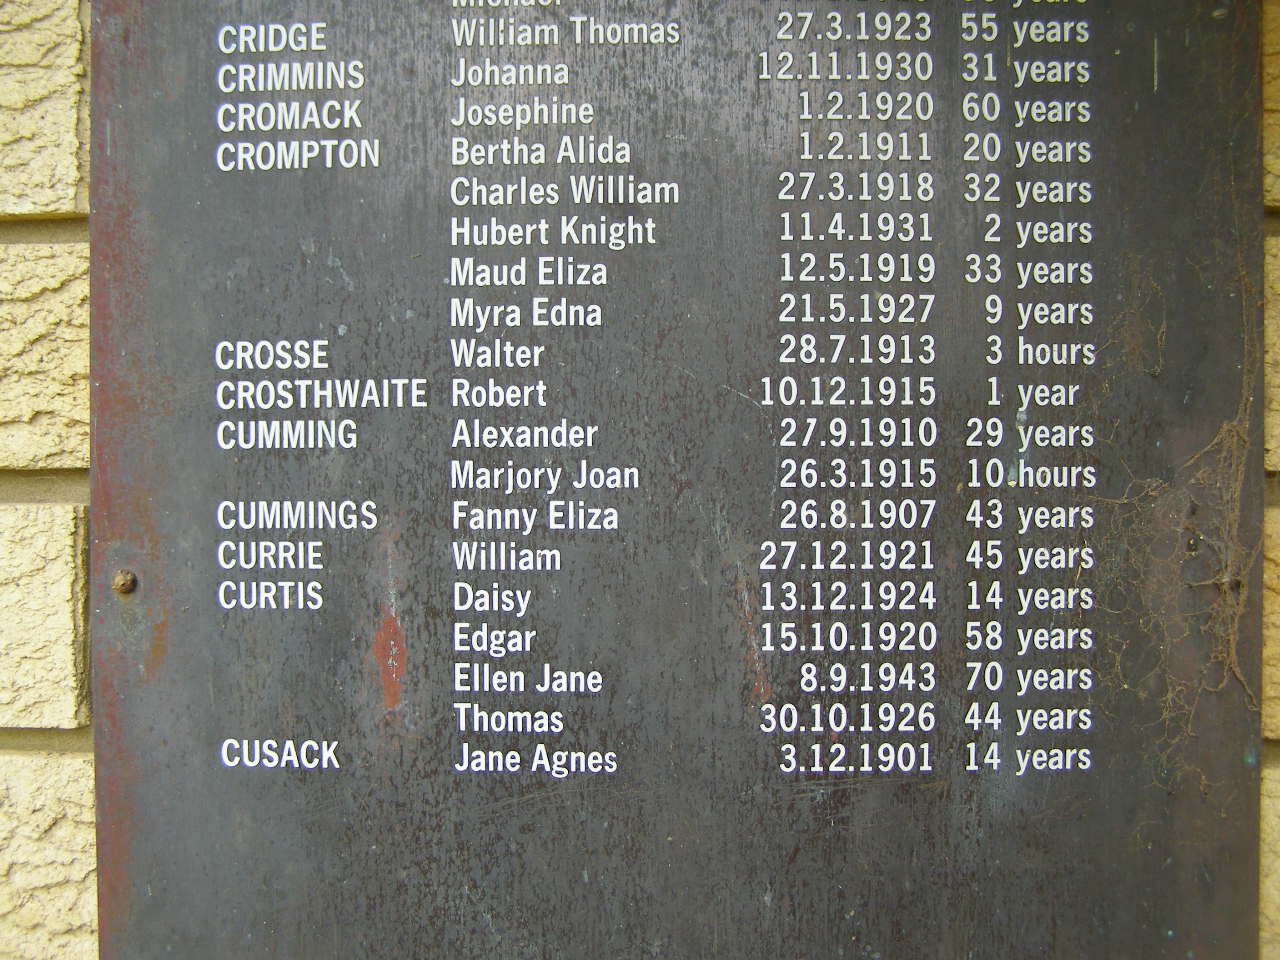 CRIDGE William Thomas 27.3.1923 55 years
CRIMMINS Johanna 12.11.1930 31 years
CROMACK Josephine 1.2.1920 60 years
CROMPTON Bertha Alida 1.2.1911 20 years
Charles William 27.3.1918 32 years
Hubert Knight 11.4.1931 2 years
Maud Eliza 12.5.1919 33 years
Myra Edna 21.5.1927 9 years
CROSSE Walter 28.7.1913 3 hours
CROSTHWAITE Robert 10.12.1915 1 year
CUMMING Alexander 27.9.1910 29 years
Marjory Joan 26.3.1915 10 hours
CUMMINGS Fanny Eliza 26.8.1907 43 years
CURRIE William 27.12.1921 45 years
CURTIS Daisy 13.12.1924 14 years
Edgar 15.10.1920 58 years
Ellen Jane 8.9.1943 70 years
Thomas 30.10.1926 44 years
CUSACK Jane Agnes 3.12.1901 14 years